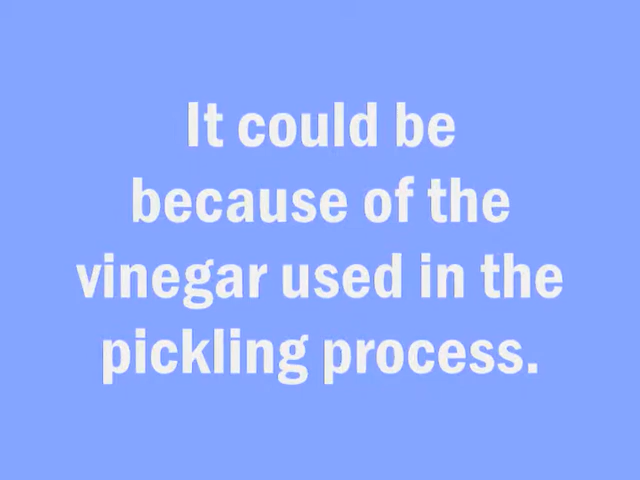 It could be
because of the
vinegar used in the
pickling process.